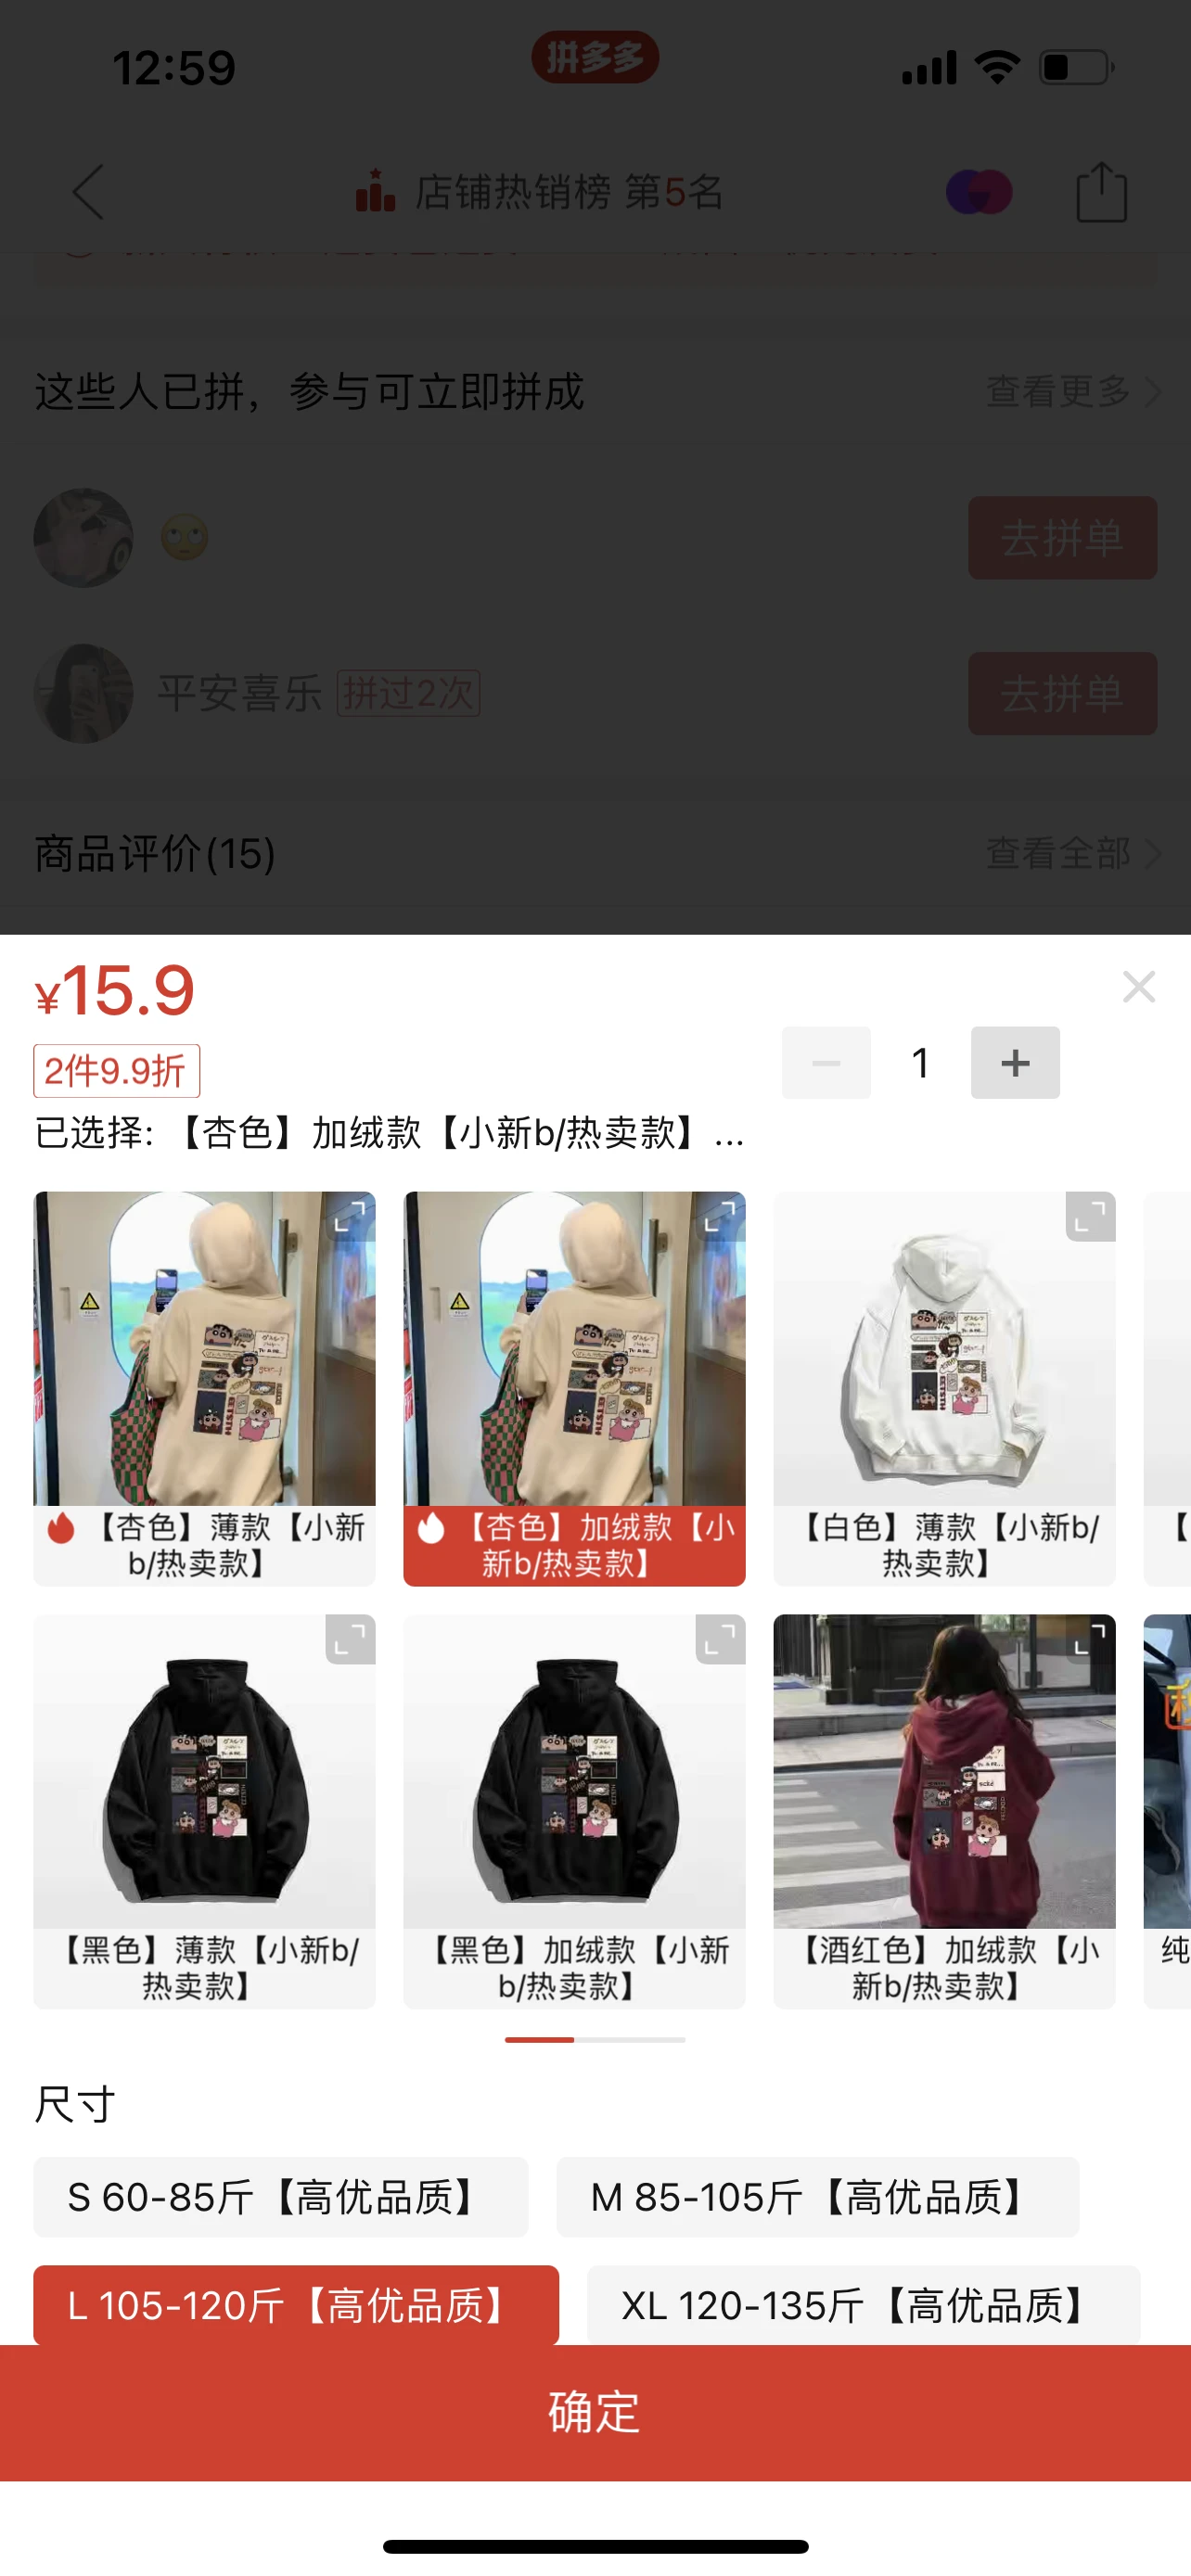 12:59
拼多多
店铺热销榜 第5名
这些人已拼，参与可立即拼成
查看更多
去拼单
平安喜乐 拼过2次
去拼单
商品评价(15)
查看全部
¥15.9
2件9.9折
1
已选择: 【杏色】加绒款【小新b/热卖款】...
【杏色】薄款【小新
b/热卖款】
【杏色】加绒款【小
新b/热卖款】
【白色】薄款【小新b/
热卖款】
【
【黑色】薄款【小新b/
热卖款】
【黑色】加绒款【小新
b/热卖款】
【酒红色】加绒款【小
新b/热卖款】
纯
尺寸
S 60-85斤【高优品质】
M 85-105斤【高优品质】
L 105-120斤【高优品质】
XL 120-135斤【高优品质】
确定